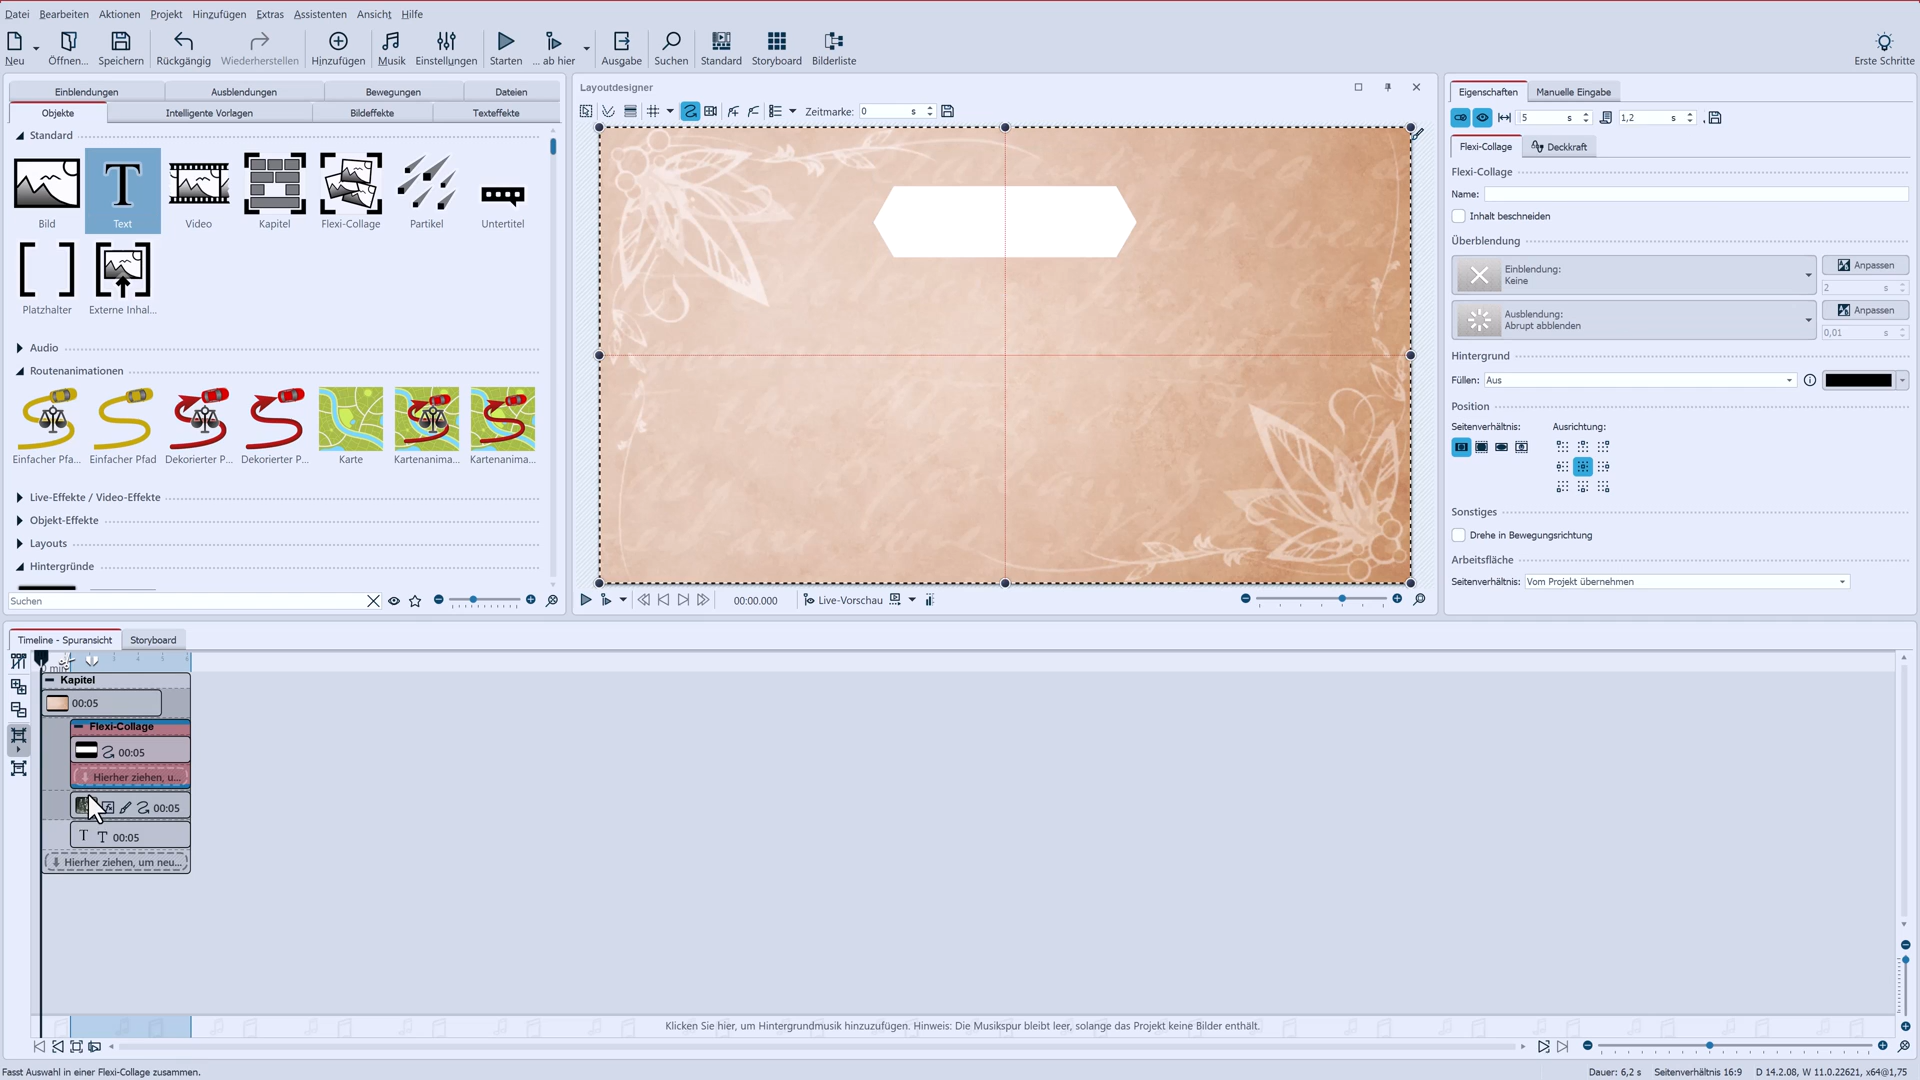 Datei Bearbeiten Aktionen Projekt Hinzufügen Extras Assistenten Ansicht Hilfe
Neu Öffnen... Speichern Rückgängig Wiederherstellen Hinzufügen Musik Einstellungen Starten ... ab hier Ausgabe Suchen Standard Storyboard Bilderliste Erste Schritte
Einblendungen Ausblendungen Bewegungen Dateien
Objekte Intelligente Vorlagen Bildeffekte Texteffekte
Standard
Bild Text Video Kapitel Flexi-Collage Partikel Untertitel
Platzhalter Externe Inhal...
Audio
Routenanimationen
Einfacher Pfa... Einfacher Pfad Dekorierter P... Dekorierter P... Karte Kartenanima... Kartenanima...
Live-Effekte / Video-Effekte
Objekt-Effekte
Layouts
Hintergründe
Suchen
Layoutdesigner
Zeitmarke: 0 s
00:00.000 Live-Vorschau
Eigenschaften Manuelle Eingabe
5 s 1,2 s
Flexi-Collage Deckkraft
Flexi-Collage
Name:
Inhalt beschneiden
Überblendung
Einblendung:
Keine
Anpassen
2 s
Ausblendung:
Abrupt abblenden
Anpassen
0,01 s
Hintergrund
Füllen: Aus
Position
Seitenverhältnis: Ausrichtung:
Sonstiges
Drehe in Bewegungsrichtung
Arbeitsfläche
Seitenverhältnis: Vom Projekt übernehmen
Timeline - Spuransicht Storyboard
Kapitel
00:05
Flexi-Collage
00:05
Hierher ziehen, u...
00:05
T T 00:05
Hierher ziehen, um neu...
Klicken Sie hier, um Hintergrundmusik hinzuzufügen. Hinweis: Die Musikspur bleibt leer, solange das Projekt keine Bilder enthält.
Fasst Auswahl in einer Flexi-Collage zusammen.
Dauer: 6,2 s Seitenverhältnis 16:9 D 14.2.08, W 11.0.22621, x64@1,75